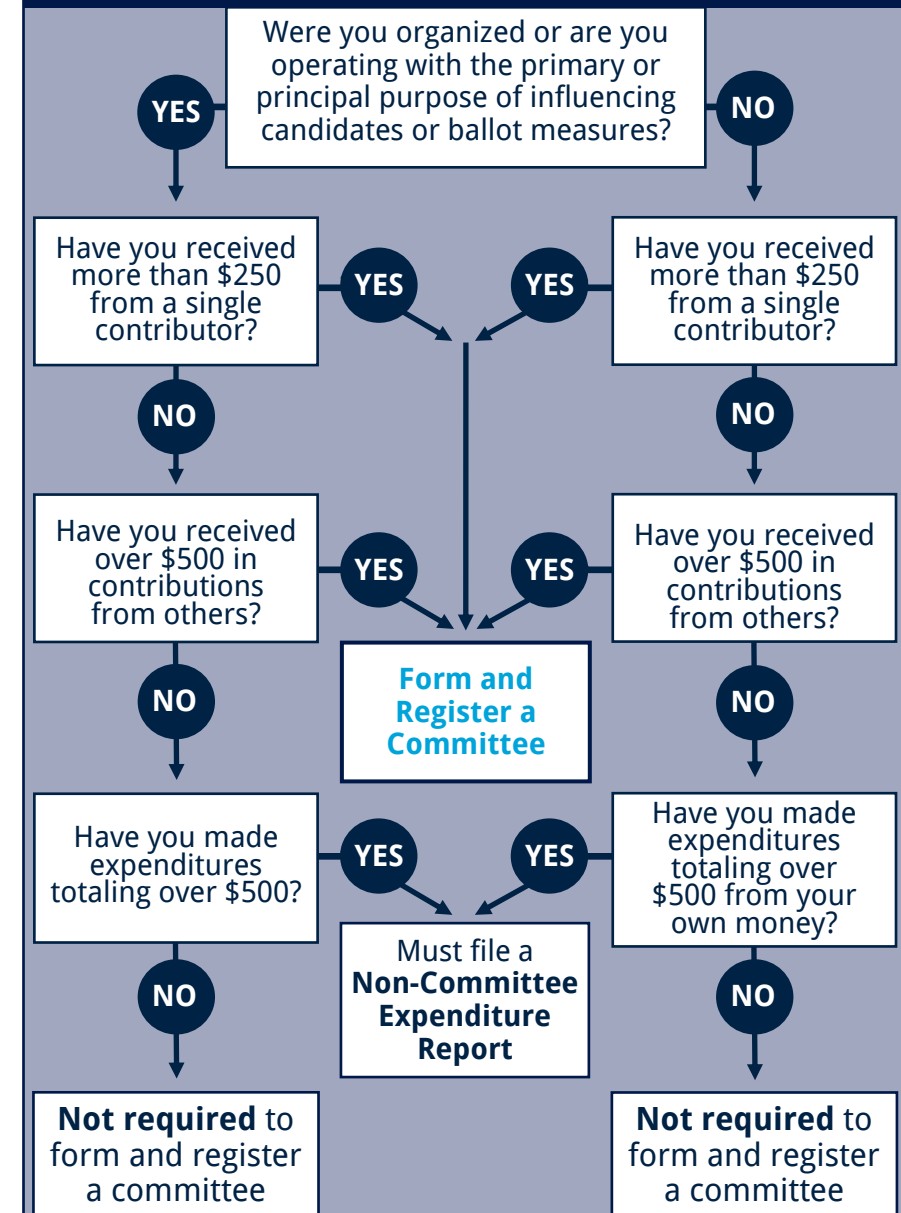 Were you organized or are you
operating with the primary or
principal purpose of influencing
candidates or ballot measures?
YES
NO
Have you received
more than $250
from a single
contributor?
YES
YES
Have you received
more than $250
from a single
contributor?
NO
NO
Have you received
over $500 in
contributions
from others?
YES
YES
Have you received
over $500 in
contributions
from others?
Form and
Register a
Committee
NO
NO
Have you made
expenditures
totaling over $500?
YES
YES
Have you made
expenditures
totaling over
$500 from your
own money?
Must file a
Non-Committee
Expenditure
Report
NO
NO
Not required to
form and register
a committee
Not required to
form and register
a committee